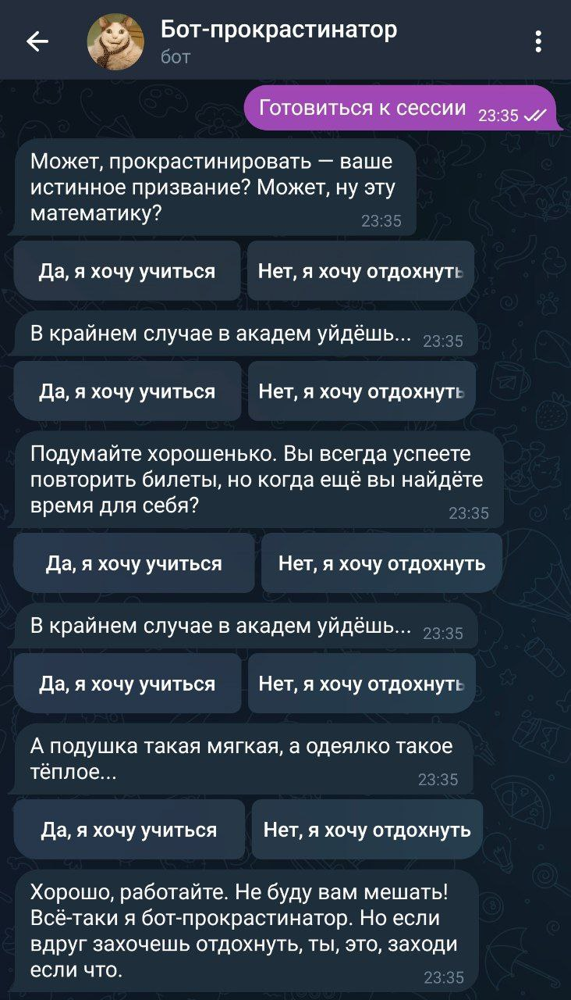 Бот-прокрастинатор
бот
Готовиться к сессии 23:35
Может, прокрастинировать — ваше
истинное призвание? Может, ну эту
математику? 23:35
Да, я хочу учиться Нет, я хочу отдохнуть
В крайнем случае в академ уйдёшь... 23:35
Да, я хочу учиться Нет, я хочу отдохнуть
Подумайте хорошенько. Вы всегда успеете
повторить билеты, но когда ещё вы найдёте
время для себя? 23:35
Да, я хочу учиться Нет, я хочу отдохнуть
В крайнем случае в академ уйдёшь... 23:35
Да, я хочу учиться Нет, я хочу отдохнуть
А подушка такая мягкая, а одеялко такое
тёплое... 23:35
Да, я хочу учиться Нет, я хочу отдохнуть
Хорошо, работайте. Не буду вам мешать!
Всё-таки я бот-прокрастинатор. Но если
вдруг захочешь отдохнуть, ты, это, заходи
если что. 23:35